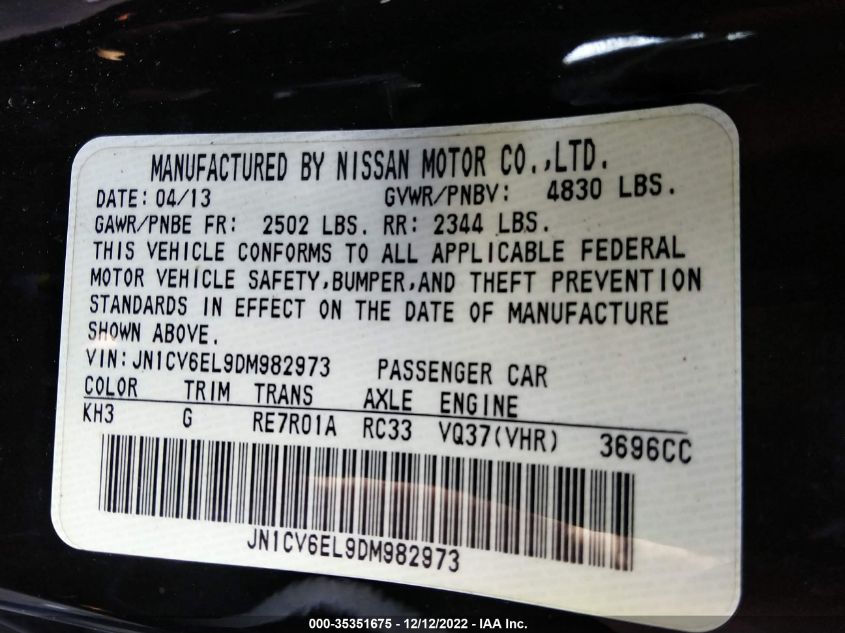 MANUFACTURED BY NISSAN MOTOR CO.,LTD.
DATE: 04/13 GVWR/PNBV: 4830 LBS.
GAWR/PNBE FR: 2502 LBS. RR: 2344 LBS.
THIS VEHICLE CONFORMS TO ALL APPLICABLE FEDERAL
MOTOR VEHICLE SAFETY,BUMPER,AND THEFT PREVENTION
STANDARDS IN EFFECT ON THE DATE OF MANUFACTURE
SHOWN ABOVE.
VIN:JN1CV6EL9DM982973 PASSENGER CAR
COLOR TRIM TRANS AXLE ENGINE
KH3 G RE7R01A RC33 VQ37(VHR) 3696CC
JN1CV6EL9DM982973
000-35351675 - 12/12/2022 - IAA Inc.